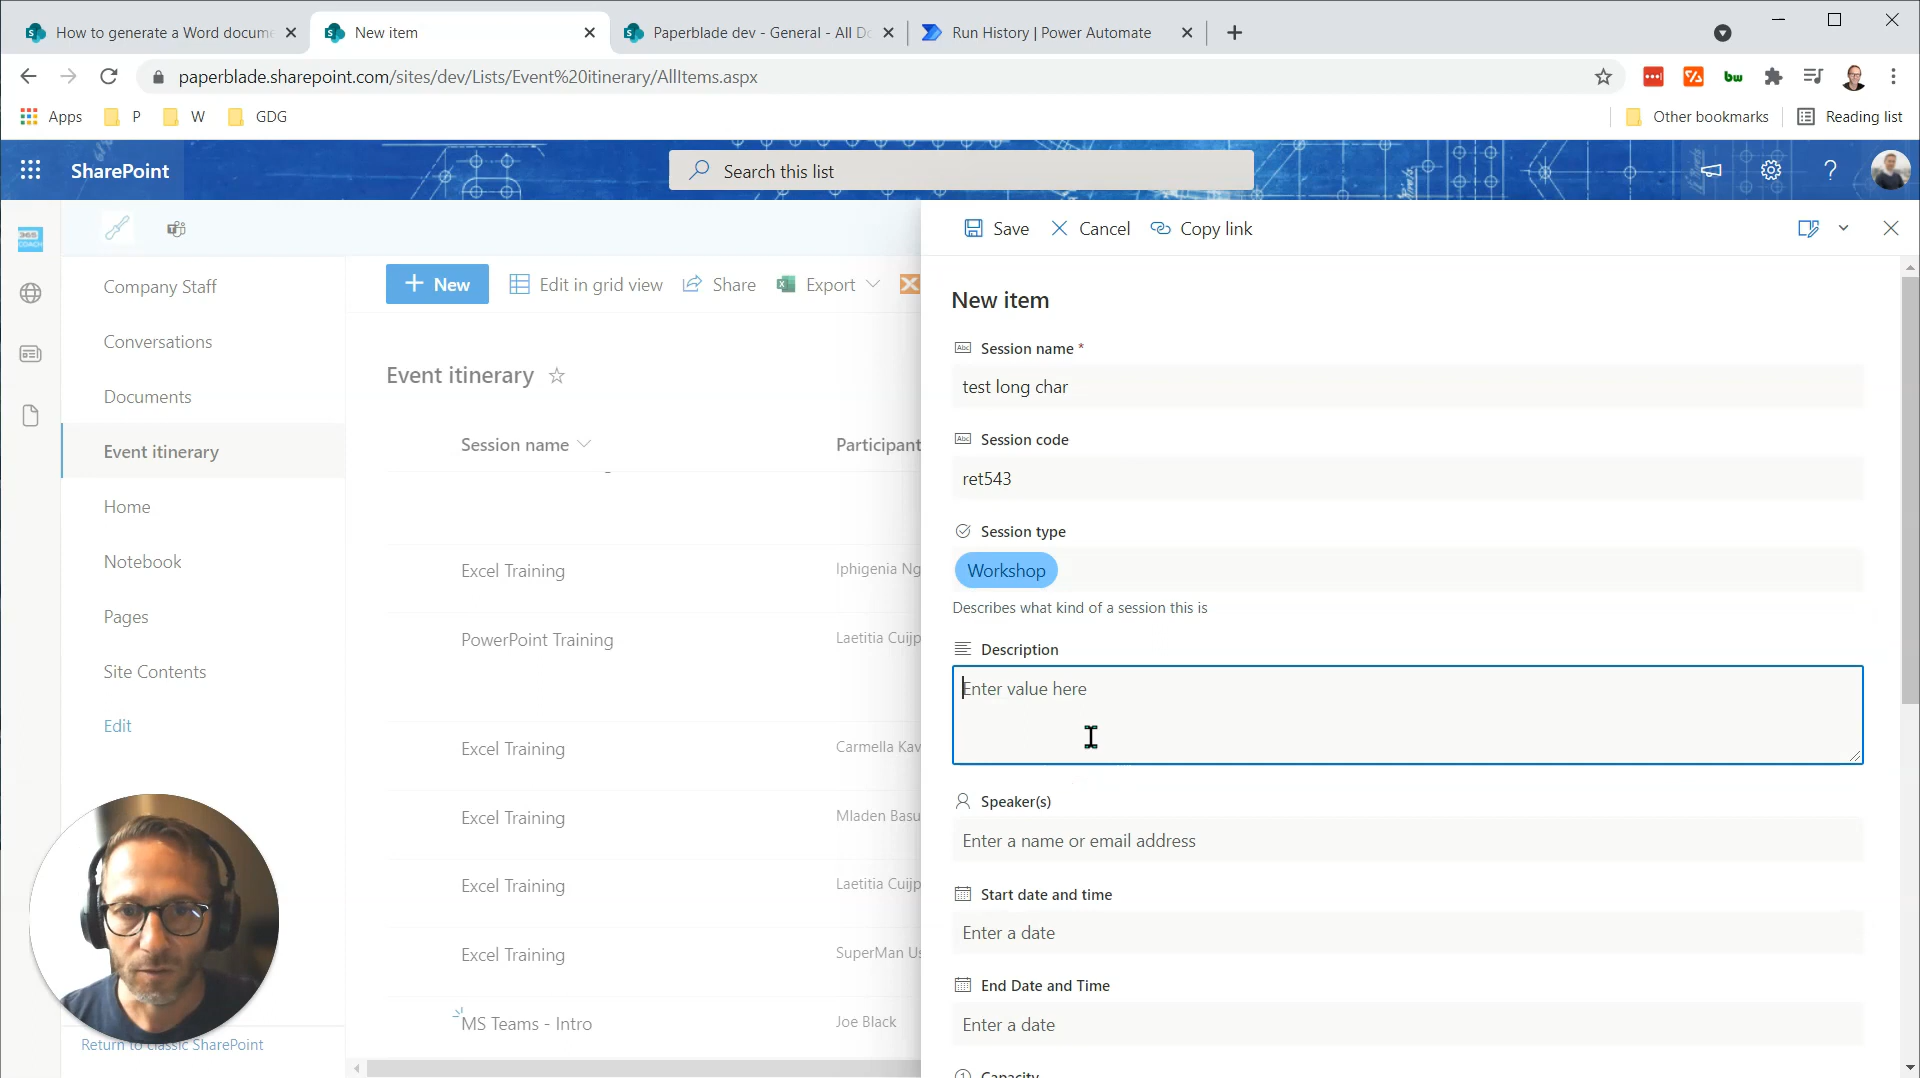 How to generate a Word docume
New item
Paperblade dev - General - All Do
Run History | Power Automate
paperblade.sharepoint.com/sites/dev/Lists/Event%20itinerary/AllItems.aspx
bw
Apps
P
W
GDG
Other bookmarks
Reading list
SharePoint
Search this list
365
COACH
Save
Cancel
Copy link
Company Staff
Conversations
Documents
Event itinerary
Home
Notebook
Pages
Site Contents
Edit
Return to classic SharePoint
New
Edit in grid view
Share
Export
Event itinerary
Session name
Participant
Excel Training
Iphigenia Ng
PowerPoint Training
Laetitia Cuijp
Excel Training
Carmella Kav
Excel Training
Mladen Basu
Excel Training
Laetitia Cuijp
Excel Training
SuperMan Us
MS Teams - Intro
Joe Black
New item
Abc Session name *
test long char
Abc Session code
ret543
Session type
Workshop
Describes what kind of a session this is
Description
Enter value here
Speaker(s)
Enter a name or email address
Start date and time
Enter a date
End Date and Time
Enter a date
Capacity